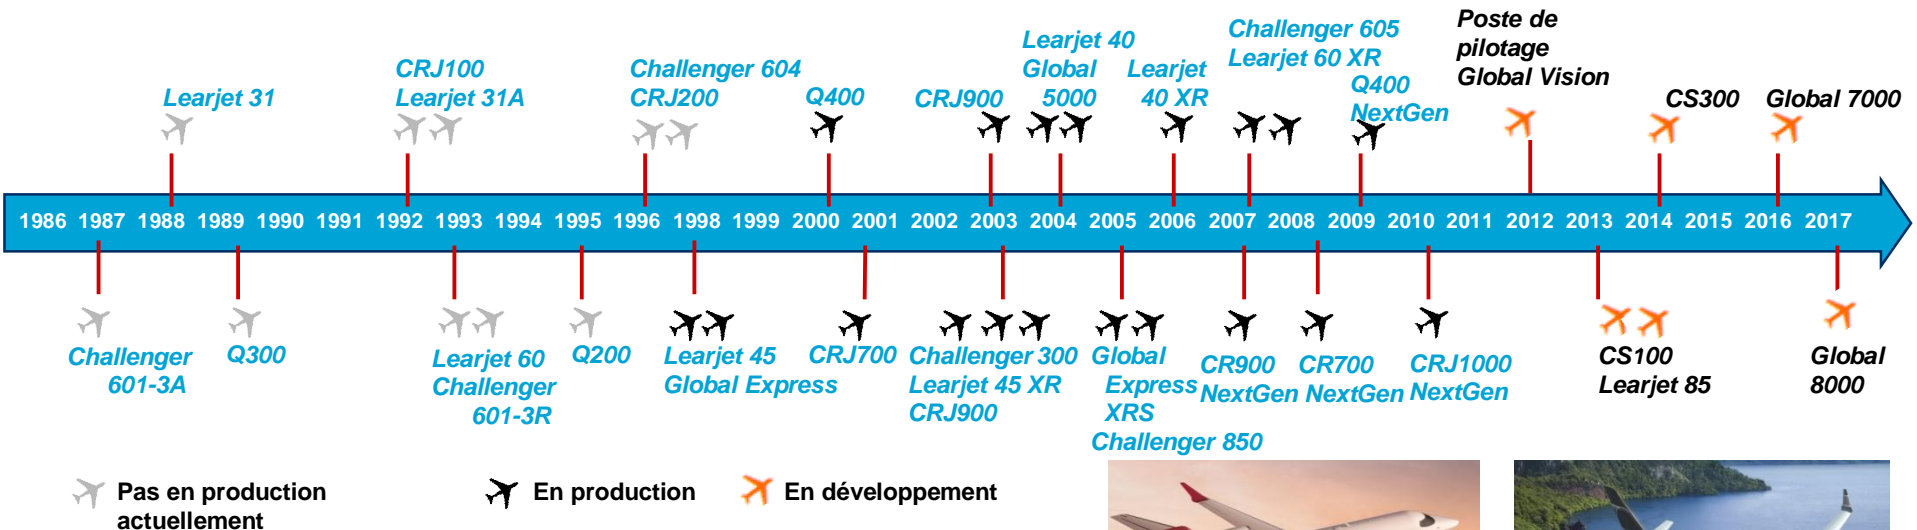 Learjet 31
CRJ100
Learjet 31A
Challenger 604
CRJ200
Q400
CRJ900
Learjet 40
Global
5000
Learjet
40 XR
Challenger 605
Learjet 60 XR
Q400
NextGen
Poste de
pilotage
Global Vision
CS300
Global 7000
1986 1987 1988 1989 1990 1991 1992 1993 1994 1995 1996 1998 1999 2000 2001 2002 2003 2004 2005 2006 2007 2008 2009 2010 2011 2012 2013 2014 2015 2016 2017
Challenger
601-3A
Q300
Learjet 60
Challenger
601-3R
Q200
Learjet 45
Global Express
CRJ700
Challenger 300
Learjet 45 XR
CRJ900
Global
Express
XRS
Challenger 850
CR900
NextGen
CR700
NextGen
CRJ1000
NextGen
CS100
Learjet 85
Global
8000
Pas en production
actuellement
En production
En développement